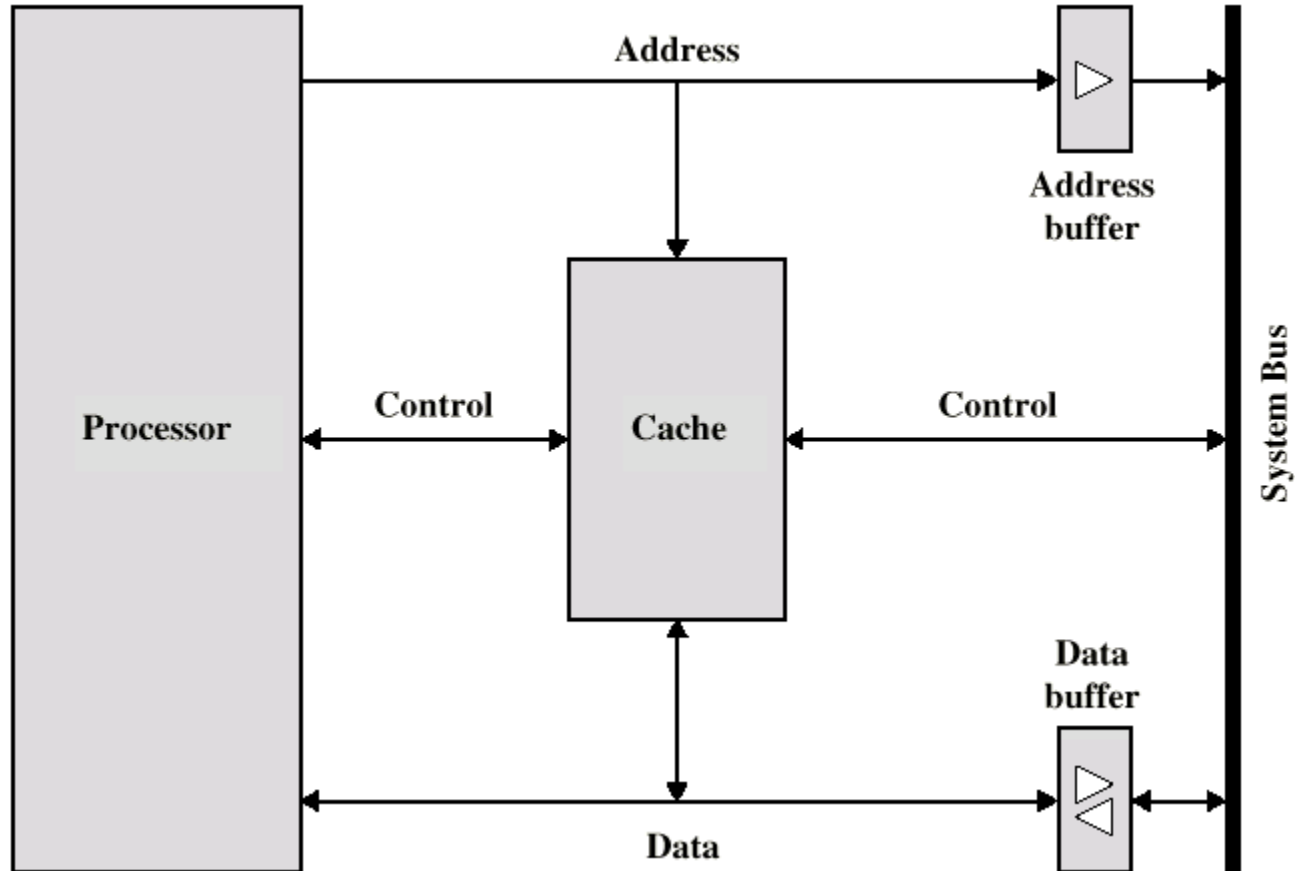 Address
Address
buffer
Control
Control
Processor
Cache
System Bus
Data
buffer
Data